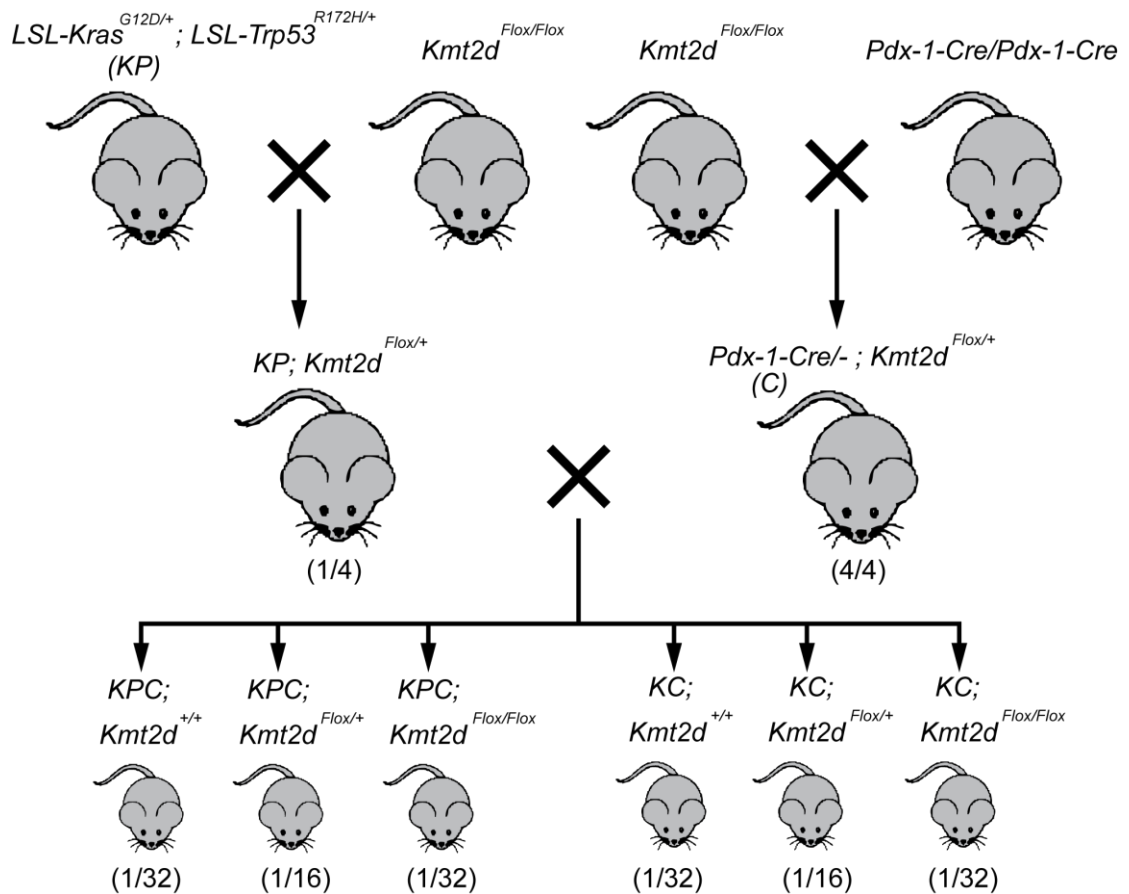 LSL-Kras^G12D/+; LSL-Trp53^R172H/+
(KP)
Kmt2d^Flox/Flox
Kmt2d^Flox/Flox
Pdx-1-Cre/Pdx-1-Cre
KP; Kmt2d^Flox/+
(1/4)
Pdx-1-Cre/- ; Kmt2d^Flox/+
(C)
(4/4)
KPC;
Kmt2d^+/+
(1/32)
KPC;
Kmt2d^Flox/+
(1/16)
KPC;
Kmt2d^Flox/Flox
(1/32)
KC;
Kmt2d^+/+
(1/32)
KC;
Kmt2d^Flox/+
(1/16)
KC;
Kmt2d^Flox/Flox
(1/32)